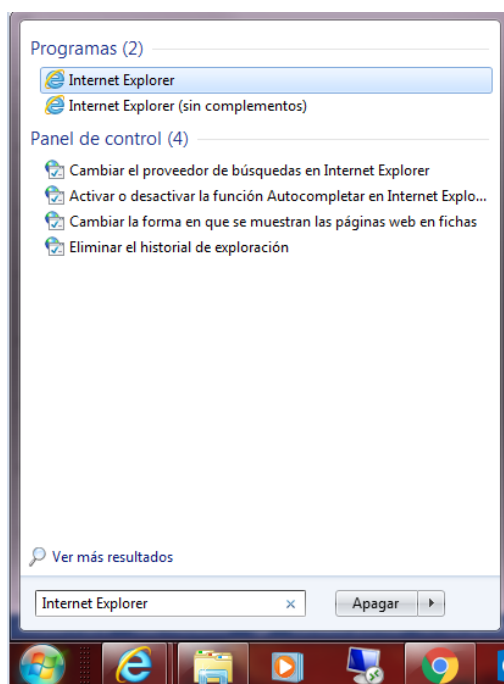 Programas (2)
Internet Explorer
Internet Explorer (sin complementos)
Panel de control (4)
Cambiar el proveedor de búsquedas en Internet Explorer
Activar o desactivar la función Autocompletar en Internet Explo...
Cambiar la forma en que se muestran las páginas web en fichas
Eliminar el historial de exploración
Ver más resultados
Internet Explorer × Apagar